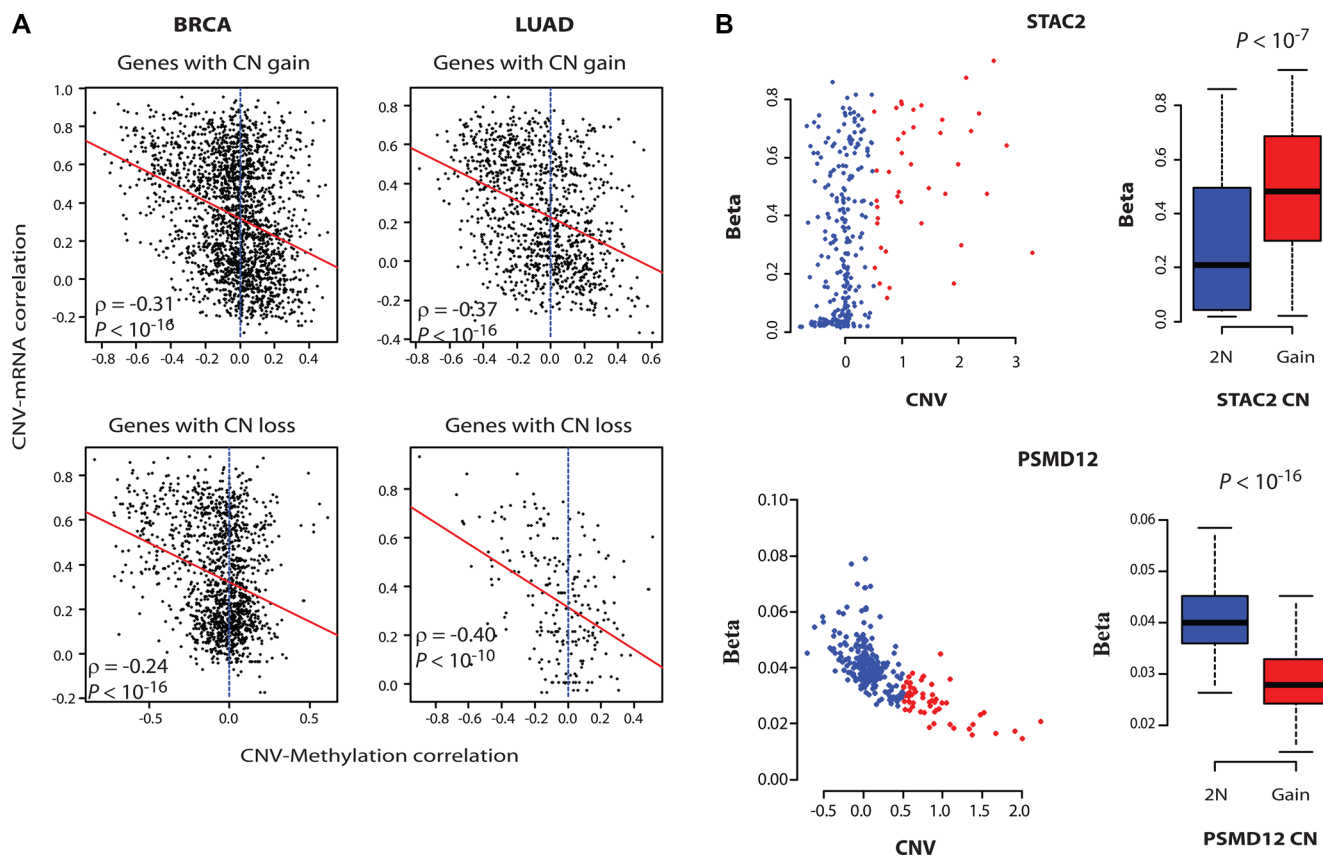 A
BRCA
LUAD
Genes with CN gain
Genes with CN gain
CNV-mRNA correlation
1.0
0.8
0.6
0.4
0.2
0.0
-0.2
ρ = -0.31
P < 10-16
-0.8 -0.6 -0.4 -0.2 0.0 0.2 0.4
0.8
0.6
0.4
0.2
0.0
-0.2
-0.4
ρ = -0.37
P < 10-16
-0.8 -0.6 -0.4 -0.2 0.0 0.2 0.4 0.6
Genes with CN loss
Genes with CN loss
0.8
0.6
0.4
0.2
0.0
-0.2
ρ = -0.24
P < 10-16
-0.5 0.0 0.5
0.8
0.6
0.4
0.2
0.0
ρ = -0.40
P < 10-10
-0.8 -0.6 -0.4 -0.2 0.0 0.2 0.4
CNV-Methylation correlation
B
STAC2
Beta
0.8
0.6
0.4
0.2
0.0
0 1 2 3
CNV
P < 10-7
Beta
0.8
0.6
0.4
0.2
0.0
2N Gain
STAC2 CN
PSMD12
Beta
0.10
0.08
0.06
0.04
0.02
0.00
-0.5 0.0 0.5 1.0 1.5 2.0
CNV
P < 10-16
Beta
0.06
0.05
0.04
0.03
0.02
2N Gain
PSMD12 CN